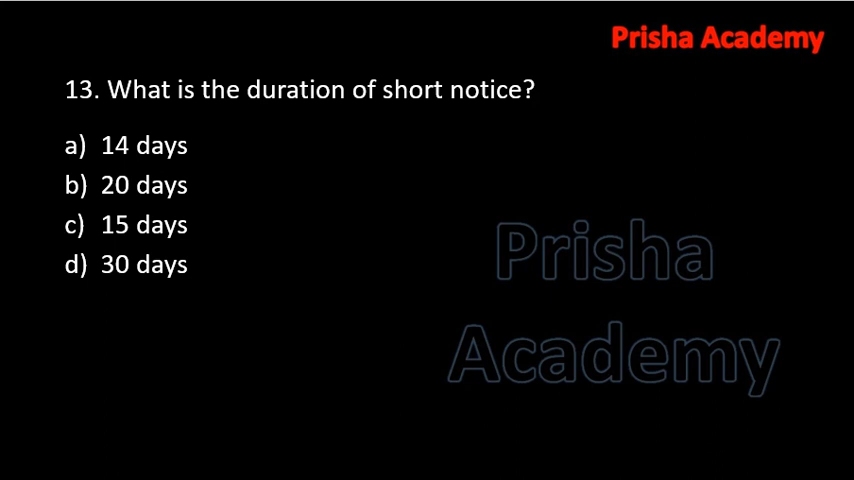 Prisha Academy
13. What is the duration of short notice?
a) 14 days
b) 20 days
c) 15 days
d) 30 days
Prisha
Academy